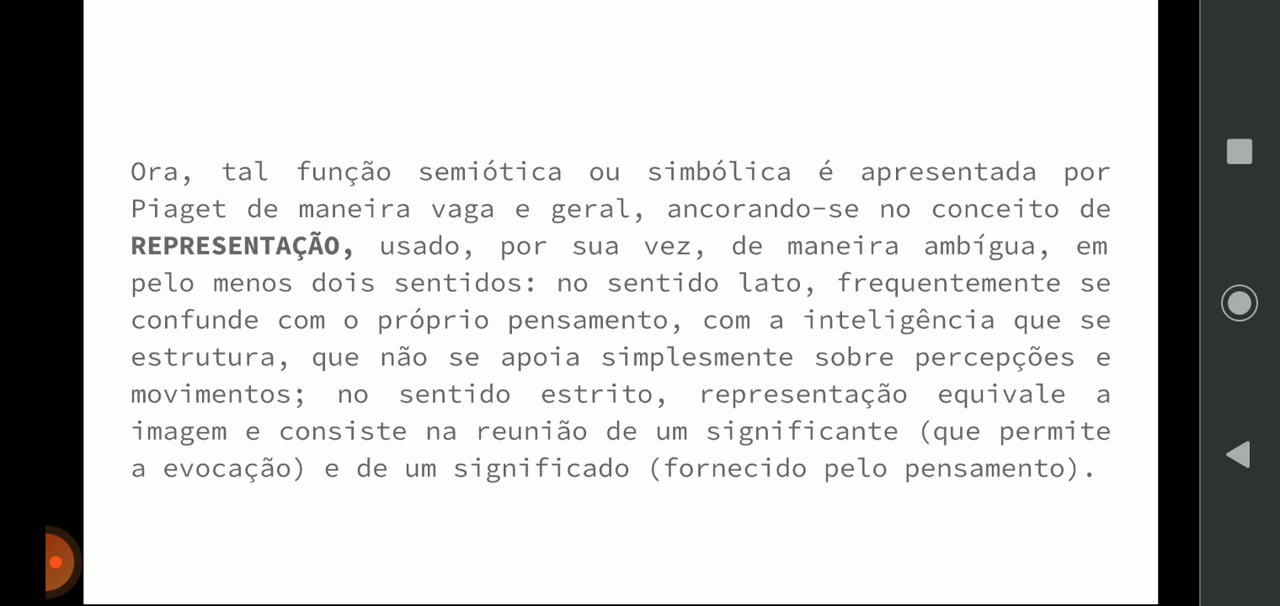 Ora, tal função semiótica ou simbólica é apresentada por
Piaget de maneira vaga e geral, ancorando-se no conceito de
REPRESENTAÇÃO, usado, por sua vez, de maneira ambígua, em
pelo menos dois sentidos: no sentido lato, frequentemente se
confunde com o próprio pensamento, com a inteligência que se
estrutura, que não se apoia simplesmente sobre percepções e
movimentos; no sentido estrito, representação equivale a
imagem e consiste na reunião de um significante (que permite
a evocação) e de um significado (fornecido pelo pensamento).